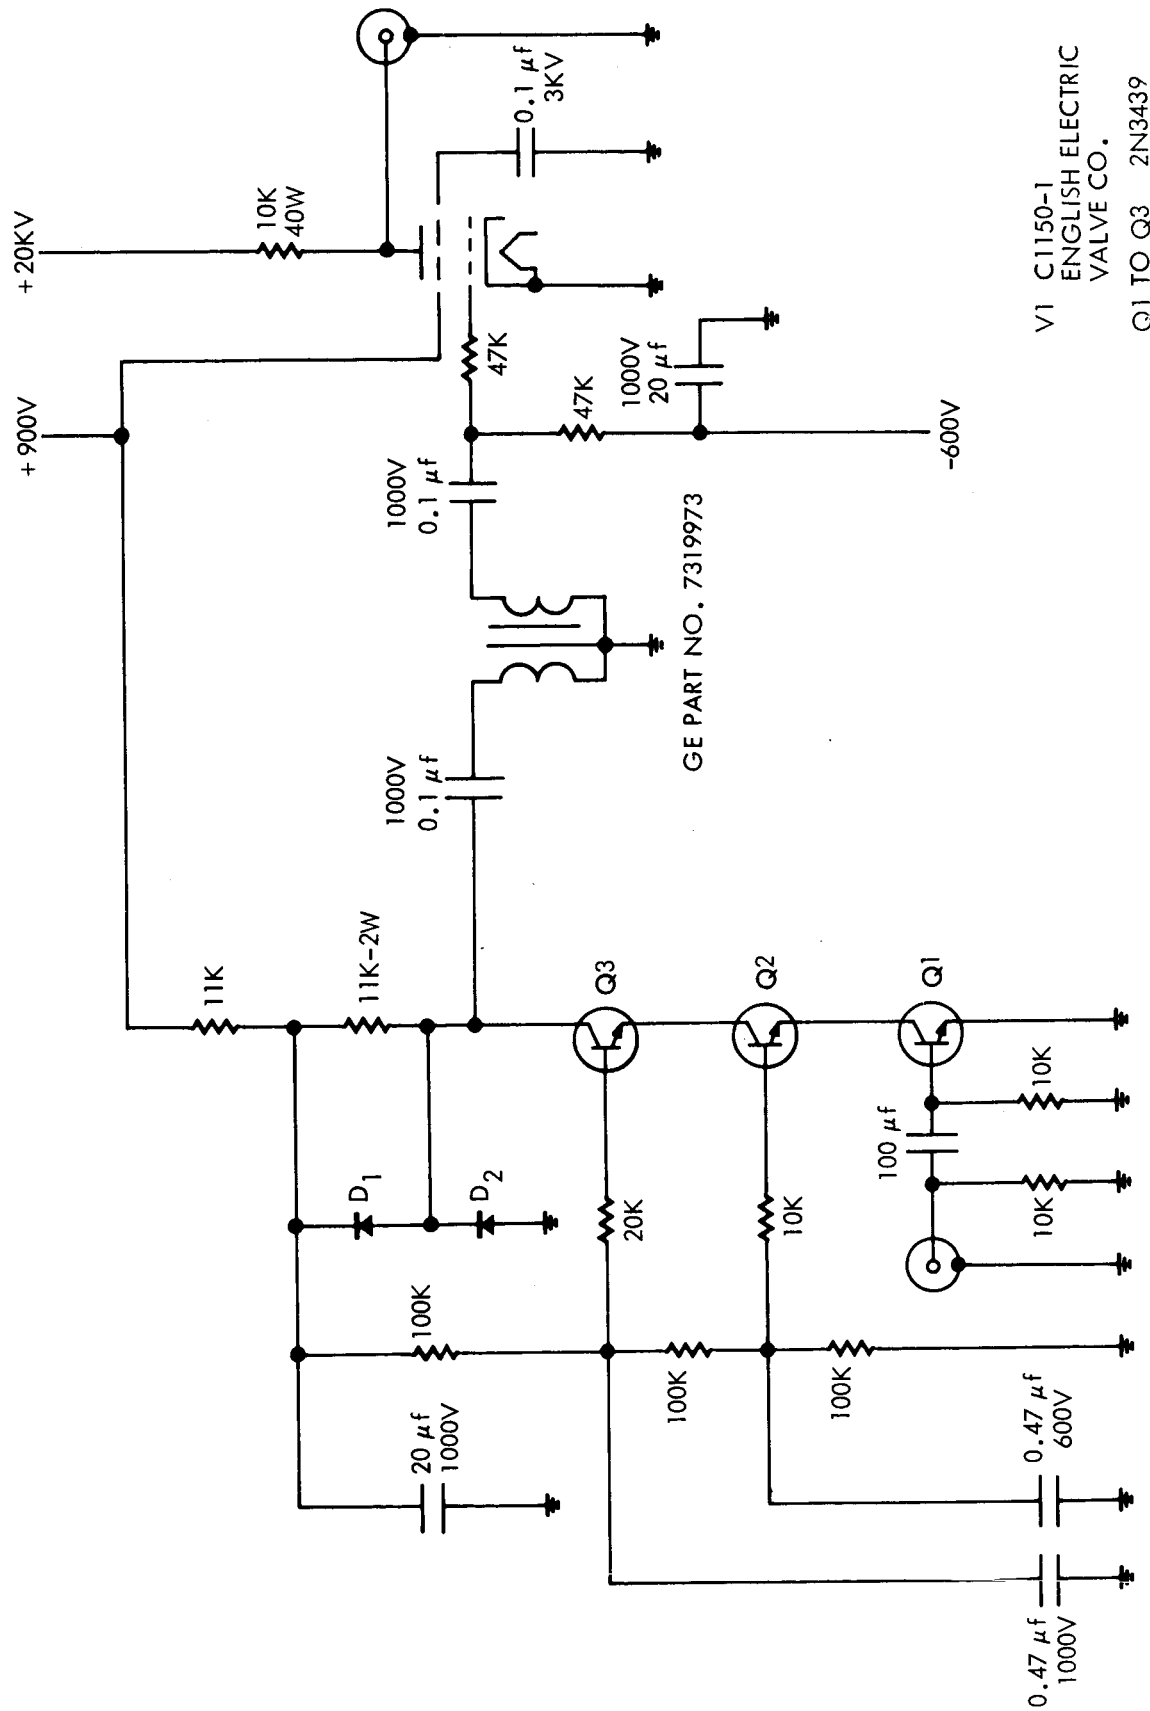 +20KV
+900V
10K
40W
0.1 μf
3KV
47K
47K
1000V
20 μf
-600V
1000V
0.1 μf
GE PART NO. 7319973
1000V
0.1 μf
11K
11K-2W
D1
D2
Q3
Q2
Q1
20K
10K
100 μf
10K
10K
100K
100K
100K
20 μf
1000V
0.47 μf
600V
0.47 μf
1000V
V1 C1150-1
ENGLISH ELECTRIC
VALVE CO.
Q1 TO Q3 2N3439